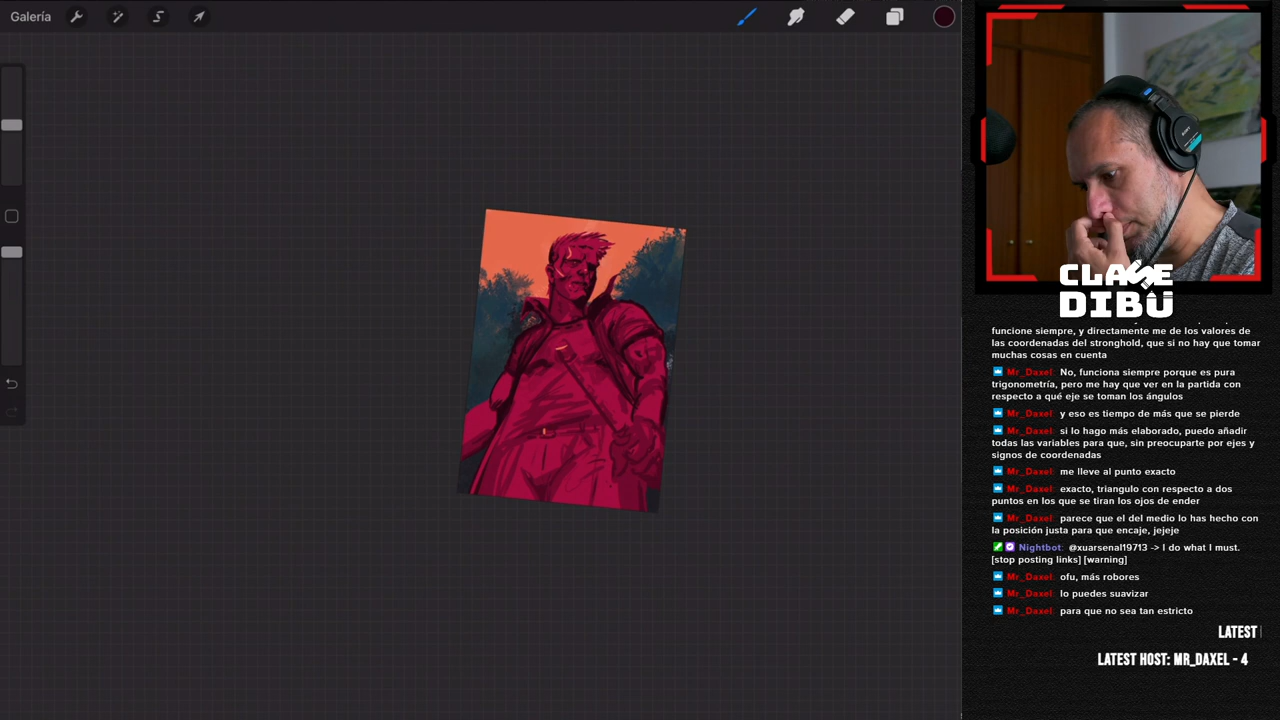 Galería
CLASE
DIBU
funcione siempre, y directamente me de los valores de
las coordenadas del stronghold, que si no hay que tomar
muchas cosas en cuenta
Mr_Daxel: No, funciona siempre porque es pura
trigonometría, pero me hay que ver en la partida con
respecto a qué eje se toman los ángulos
Mr_Daxel: y eso es tiempo de más que se pierde
Mr_Daxel: si lo hago más elaborado, puedo añadir
todas las variables para que, sin preocuparte por ejes y
signos de coordenadas
Mr_Daxel: me lleve al punto exacto
Mr_Daxel: exacto, triangulo con respecto a dos
puntos en los que se tiran los ojos de ender
Mr_Daxel: parece que el del medio lo has hecho con
la posición justa para que encaje, jejeje
Nightbot: @xuarsenal19713 -> I do what I must.
[stop posting links] [warning]
Mr_Daxel: ofu, más robores
Mr_Daxel: lo puedes suavizar
Mr_Daxel: para que no sea tan estricto
LATEST
LATEST HOST: MR_DAXEL - 4